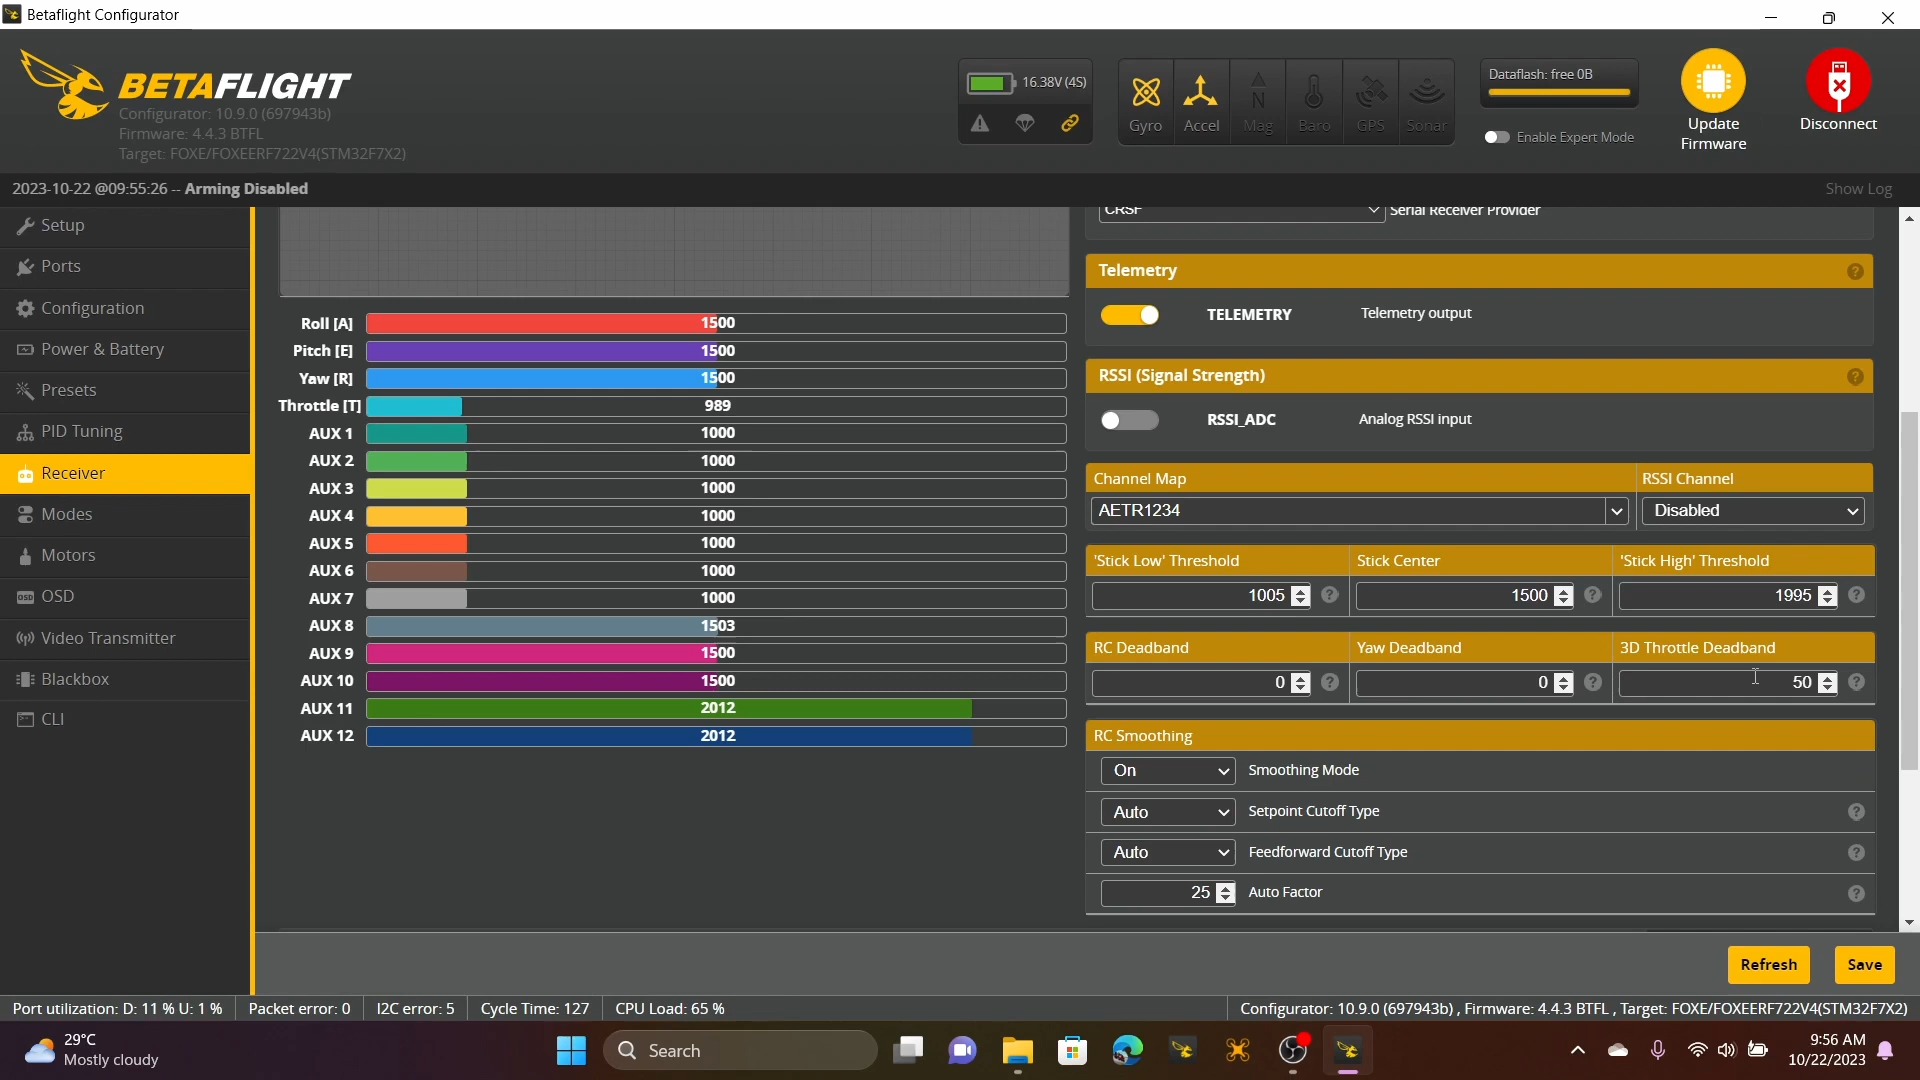 Betaflight Configurator
BETAFLIGHT
Configurator: 10.9.0 (697943b)
Firmware: 4.4.3 BTFL
Target: FOXE/FOXEERF722V4(STM32F7X2)
16.38V (4S)
Gyro
Accel
Mag
Baro
GPS
Sonar
Dataflash: free 0B
Enable Expert Mode
Update
Firmware
Disconnect
2023-10-22 @09:55:26 -- Arming Disabled
Show Log
Setup
Ports
Configuration
Power & Battery
Presets
PID Tuning
Receiver
Modes
Motors
OSD
Video Transmitter
Blackbox
CLI
Roll [A] 1500
Pitch [E] 1500
Yaw [R] 1500
Throttle [T] 989
AUX 1 1000
AUX 2 1000
AUX 3 1000
AUX 4 1000
AUX 5 1000
AUX 6 1000
AUX 7 1000
AUX 8 1503
AUX 9 1500
AUX 10 1500
AUX 11 2012
AUX 12 2012
CRSF Serial Receiver Provider
Telemetry
TELEMETRY Telemetry output
RSSI (Signal Strength)
RSSI_ADC Analog RSSI input
Channel Map RSSI Channel
AETR1234 Disabled
'Stick Low' Threshold Stick Center 'Stick High' Threshold
1005 1500 1995
RC Deadband Yaw Deadband 3D Throttle Deadband
0 0 50
RC Smoothing
On Smoothing Mode
Auto Setpoint Cutoff Type
Auto Feedforward Cutoff Type
25 Auto Factor
Refresh
Save
Port utilization: D: 11 % U: 1 % Packet error: 0 I2C error: 5 Cycle Time: 127 CPU Load: 65 % Configurator: 10.9.0 (697943b) , Firmware: 4.4.3 BTFL , Target: FOXE/FOXEERF722V4(STM32F7X2)
29°C
Mostly cloudy
Search
9:56 AM
10/22/2023